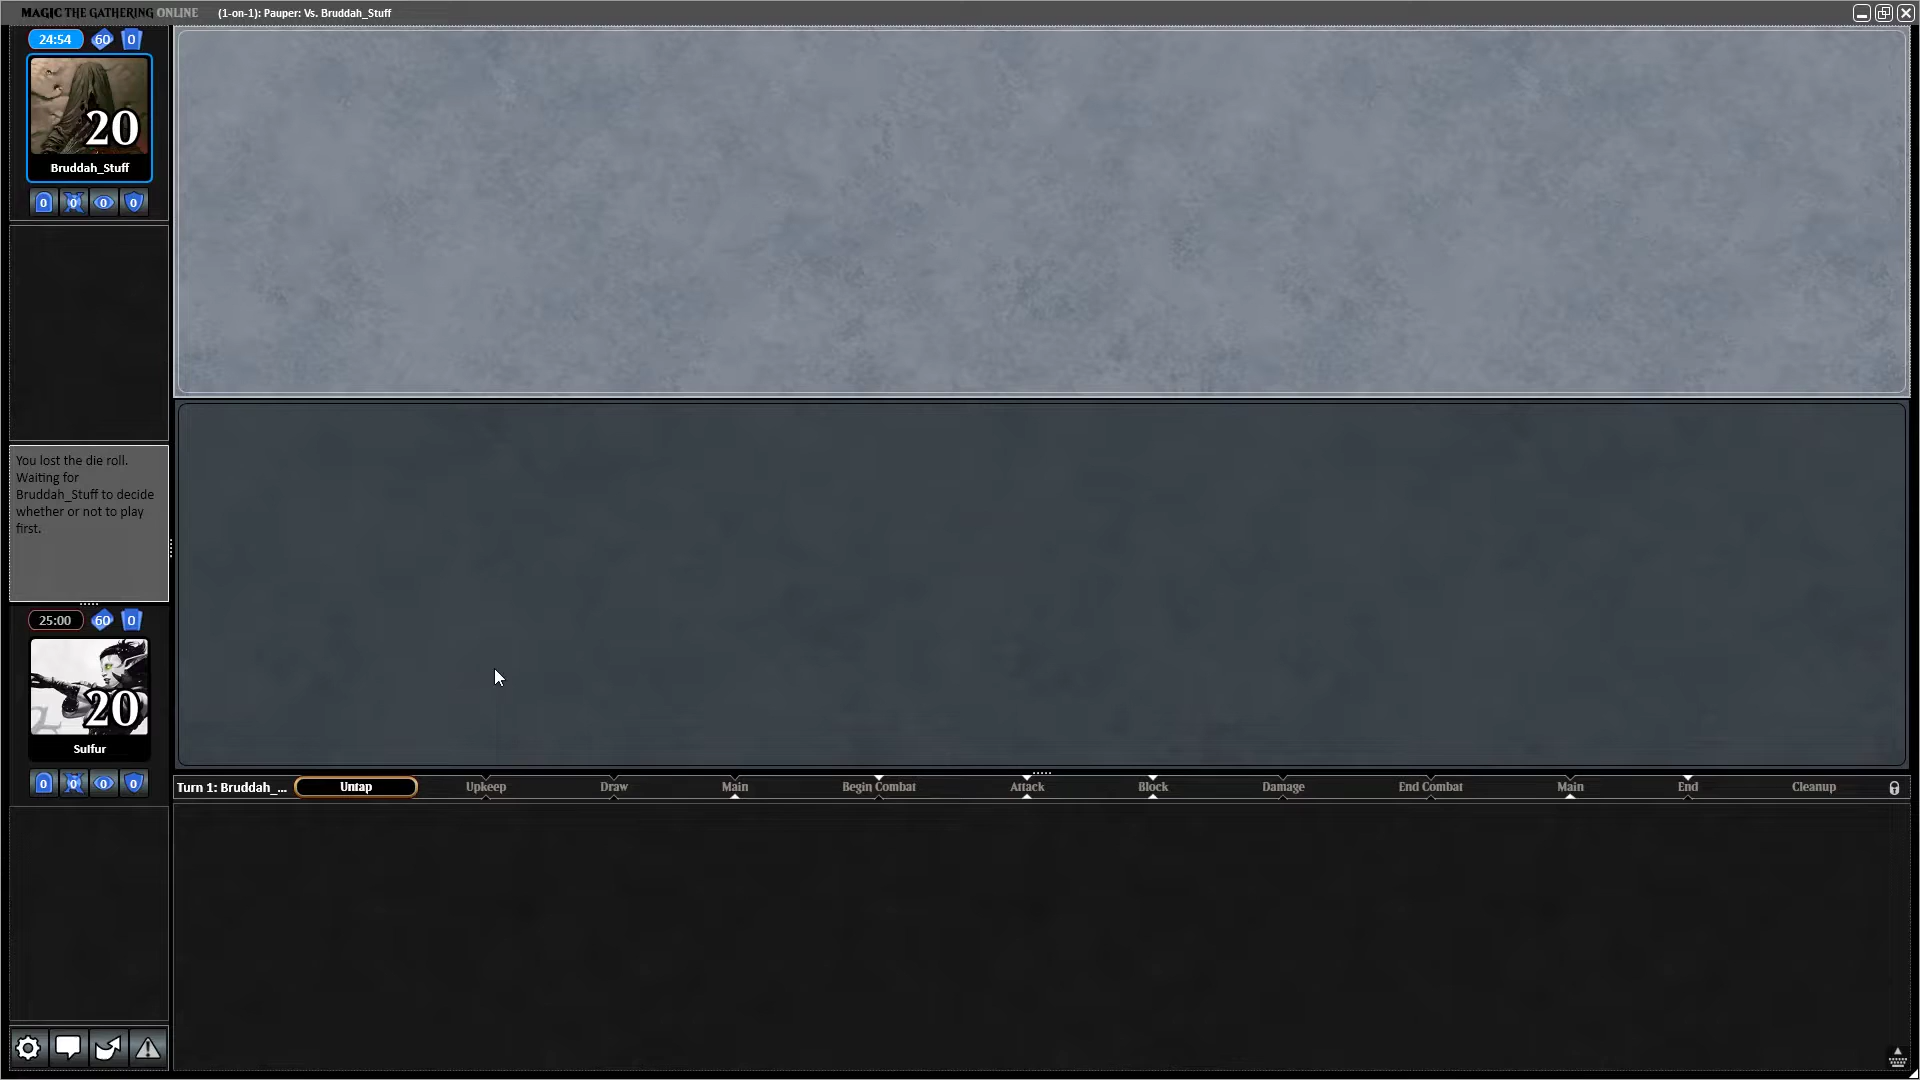 MAGIC THE GATHERING ONLINE (1-on-1): Pauper: Vs. Bruddah_Stuff
24:54 60 0
20
Bruddah_Stuff
0 0 0 0
You lost the die roll.
Waiting for
Bruddah_Stuff to decide
whether or not to play
first.
25:00 60 0
20
Sulfur
0 0 0 0
Turn 1: Bruddah_... Untap Upkeep Draw Main Begin Combat Attack Block Damage End Combat Main End Cleanup